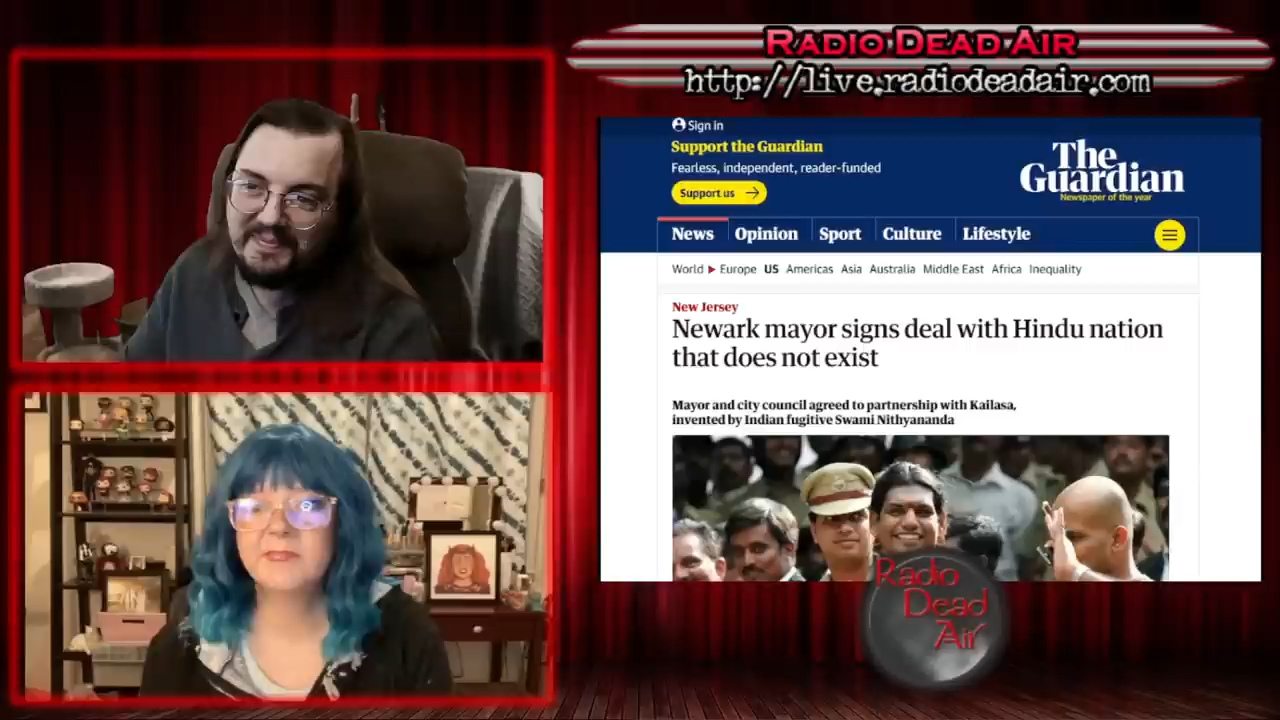 Radio Dead Air
http://live.radiodeadair.com
Sign in
Support the Guardian
Fearless, independent, reader-funded
Support us
The
Guardian
Newspaper of the year
News Opinion Sport Culture Lifestyle
World Europe US Americas Asia Australia Middle East Africa Inequality
New Jersey
Newark mayor signs deal with Hindu nation
that does not exist
Mayor and city council agreed to partnership with Kailasa,
invented by Indian fugitive Swami Nithyananda
Radio
Dead
Air